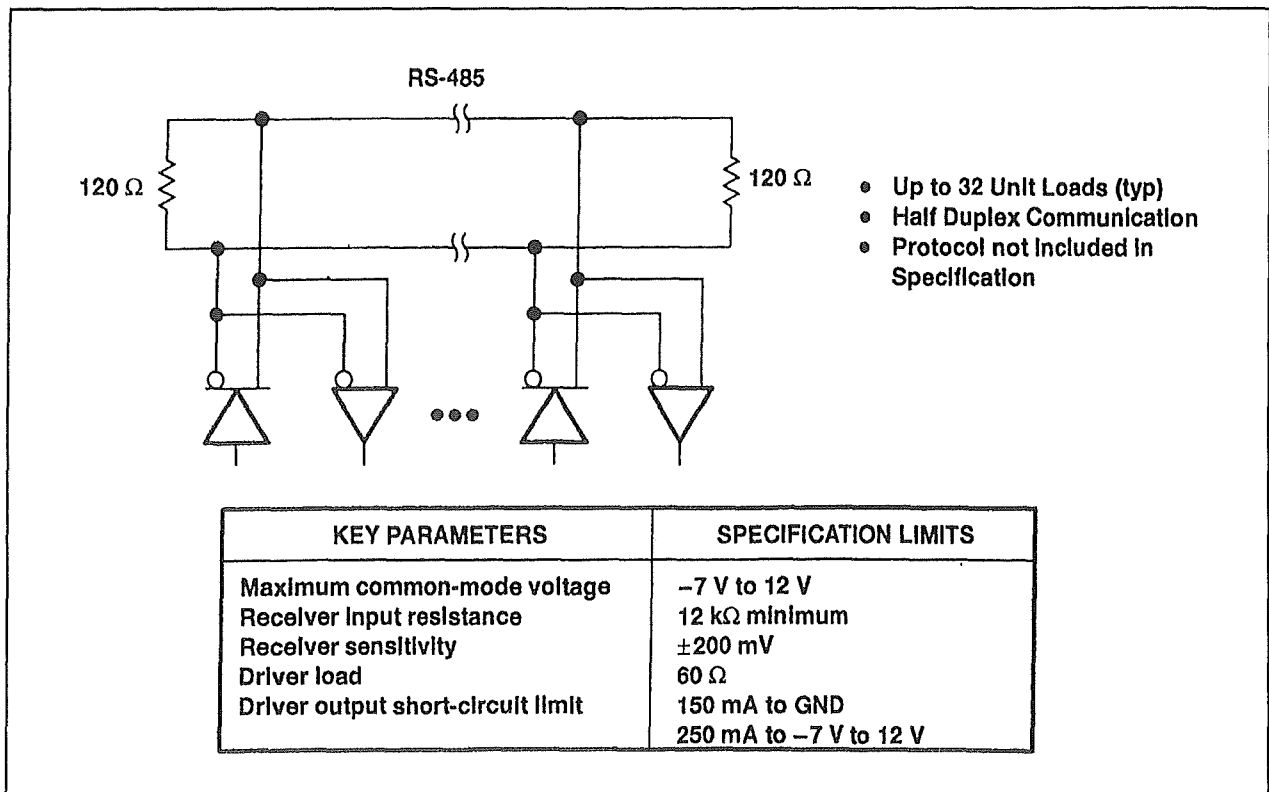 RS-485
120 Ω
120 Ω
● Up to 32 Unit Loads (typ)
● Half Duplex Communication
● Protocol not Included in
Specification
KEY PARAMETERS
SPECIFICATION LIMITS
Maximum common-mode voltage
−7 V to 12 V
Receiver input resistance
12 kΩ minimum
Receiver sensitivity
±200 mV
Driver load
60 Ω
Driver output short-circuit limit
150 mA to GND
250 mA to −7 V to 12 V